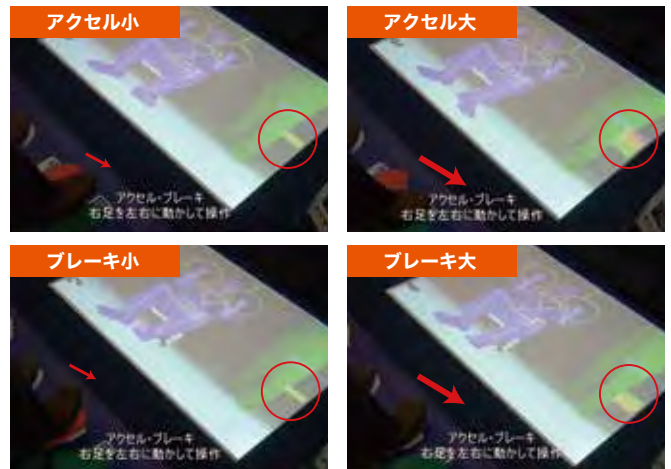 アクセル小
アクセル大
アクセル・ブレーキ
右足を左右に動かして操作
アクセル・ブレーキ
右足を左右に動かして操作
ブレーキ小
ブレーキ大
アクセル・ブレーキ
右足を左右に動かして操作
アクセル・ブレーキ
右足を左右に動かして操作